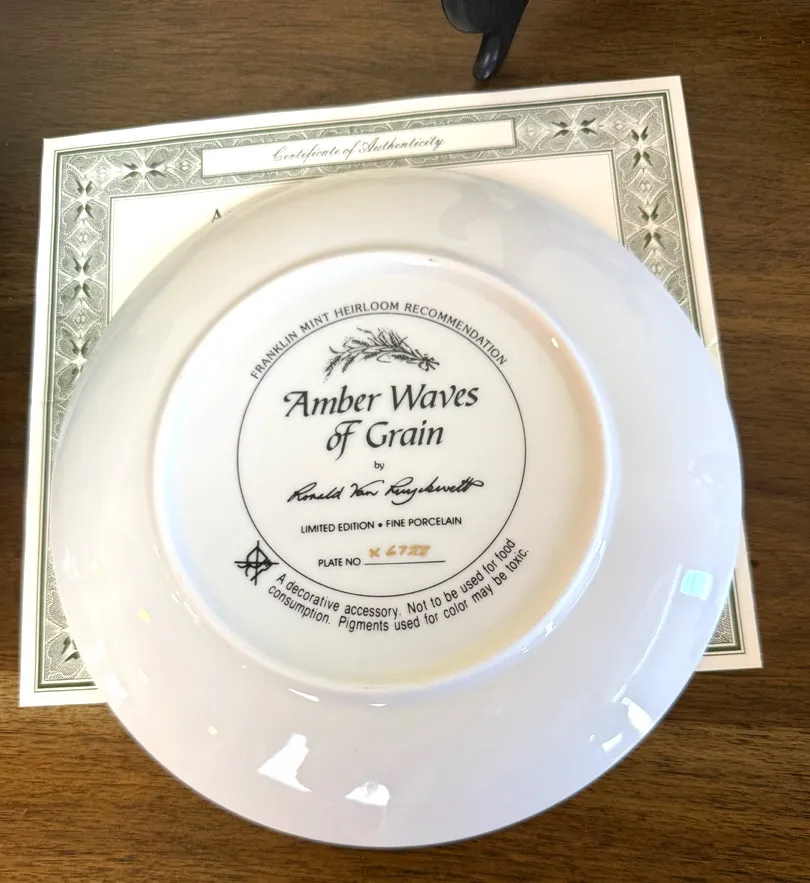 Certificate of Authenticity
A
FRANKLIN MINT HEIRLOOM RECOMMENDATION
Amber Waves
of Grain
by
Ronald Van Ruyckevelt
LIMITED EDITION • FINE PORCELAIN
PLATE NO X 6728
A decorative accessory. Not to be used for food
consumption. Pigments used for color may be toxic.